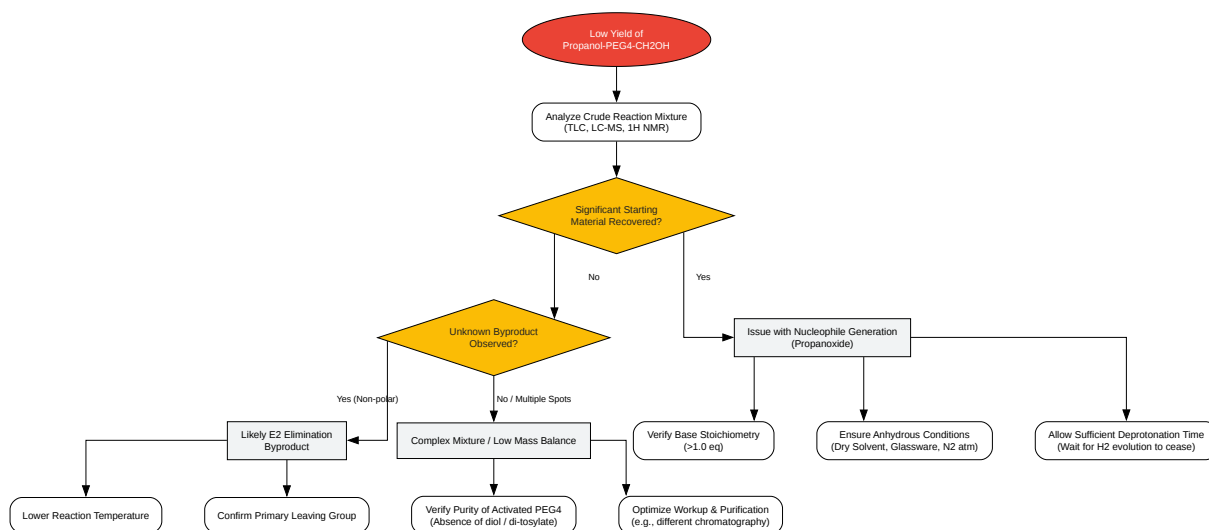 Low Yield of
Propanol-PEG4-CH2OH
Analyze Crude Reaction Mixture
(TLC, LC-MS, 1H NMR)
Significant Starting
Material Recovered?
No
Yes
Unknown Byproduct
Observed?
Issue with Nucleophile Generation
(Propanoxide)
Yes (Non-polar)
No / Multiple Spots
Likely E2 Elimination
Byproduct
Complex Mixture / Low Mass Balance
Verify Base Stoichiometry
(>1.0 eq)
Ensure Anhydrous Conditions
(Dry Solvent, Glassware, N2 atm)
Allow Sufficient Deprotonation Time
(Wait for H2 evolution to cease)
Lower Reaction Temperature
Confirm Primary Leaving Group
Verify Purity of Activated PEG4
(Absence of diol / di-tosylate)
Optimize Workup & Purification
(e.g., different chromatography)